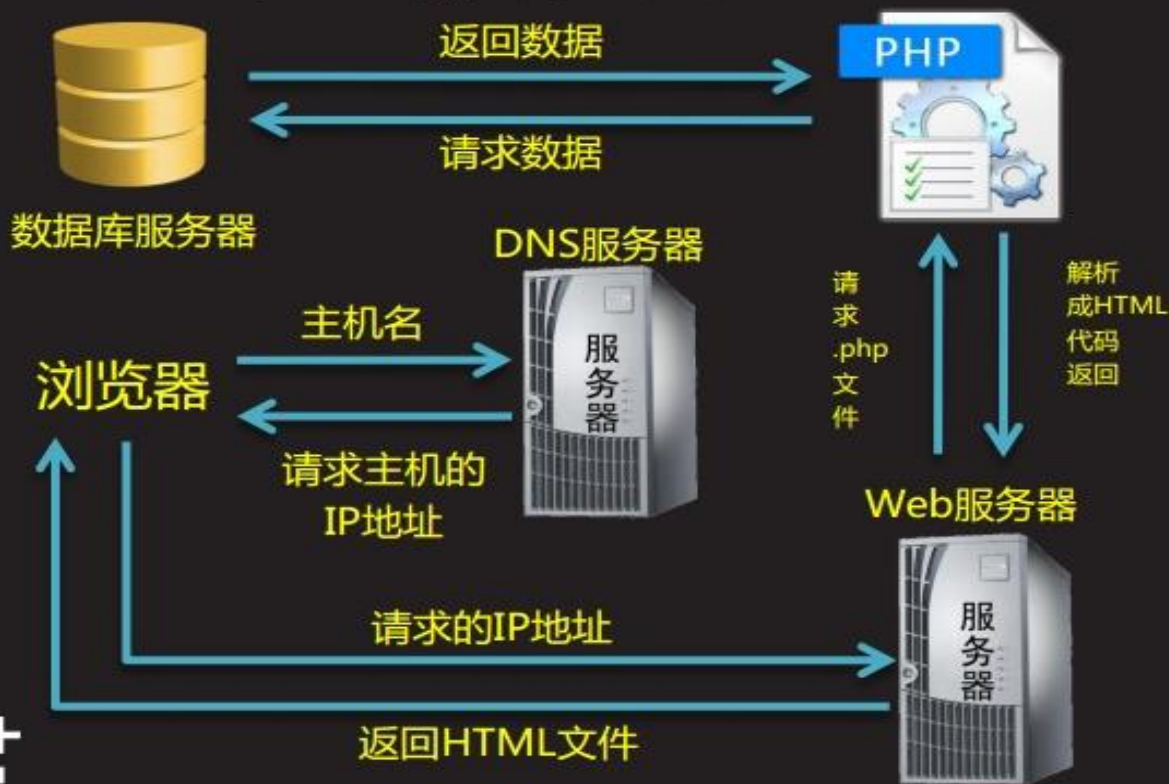 返回数据
PHP
请求数据
数据库服务器
DNS服务器
服
务
器
主机名
浏览器
请求主机的
IP地址
请
求
.php
文
件
解析
成HTML
代码
返回
Web服务器
服
务
器
请求的IP地址
返回HTML文件